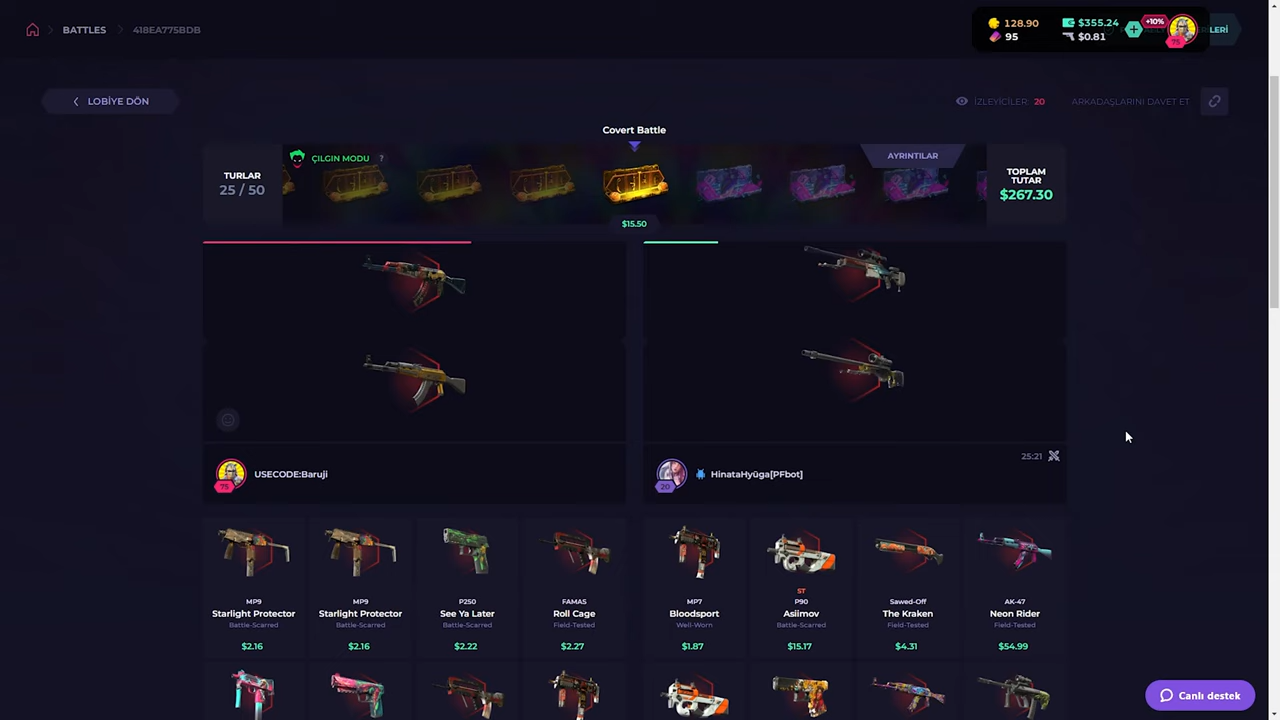 BATTLES
418EA775BDB
128.90
$355.24
+10%
95
$0.81
75
LERİ
LOBİYE DÖN
İZLEYİCİLER: 20
ARKADAŞLARINI DAVET ET
Covert Battle
ÇILGIN MODU ?
AYRINTILAR
TURLAR
25 / 50
TOPLAM
TUTAR
$267.30
$15.50
75
USECODE:Baruji
20
HinataHyūga[PFbot]
25:21
MP9
Starlight Protector
Battle-Scarred
$2.16
MP9
Starlight Protector
Battle-Scarred
$2.16
P250
See Ya Later
Battle-Scarred
$2.22
FAMAS
Roll Cage
Field-Tested
$2.27
MP7
Bloodsport
Well-Worn
$1.87
ST
P90
Asiimov
Battle-Scarred
$15.17
Sawed-Off
The Kraken
Field-Tested
$4.31
AK-47
Neon Rider
Field-Tested
$54.99
Canlı destek